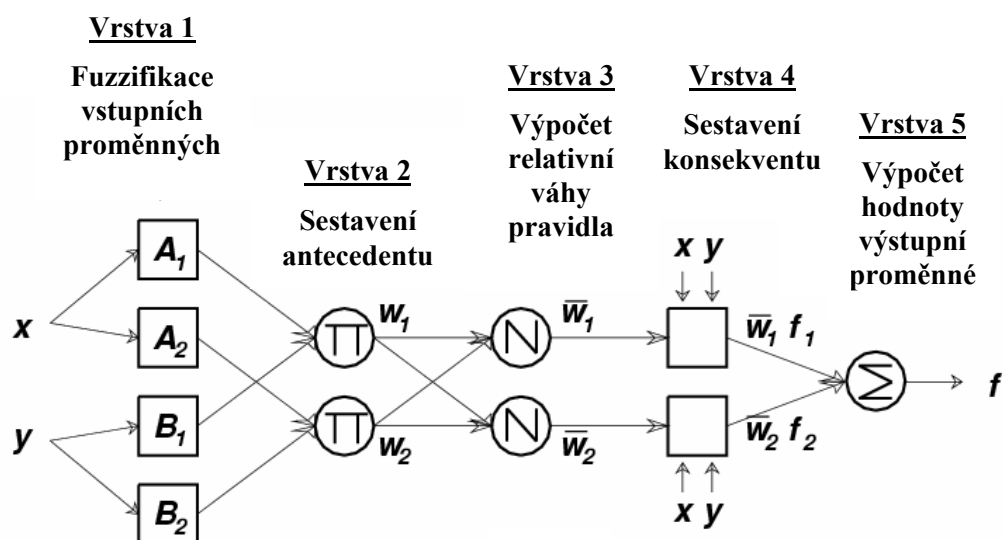 Vrstva 1
Fuzzifikace
vstupních
proměnných
Vrstva 2
Sestavení
antecedentu
Vrstva 3
Výpočet
relativní
váhy
pravidla
Vrstva 4
Sestavení
konsekventu
Vrstva 5
Výpočet
hodnoty
výstupní
proměnné
x
y
A₁
A₂
B₁
B₂
Π
Π
w₁
w₂
N
N
w̅₁
w̅₂
x y
w̅₁ f₁
w̅₂ f₂
x y
Σ
f